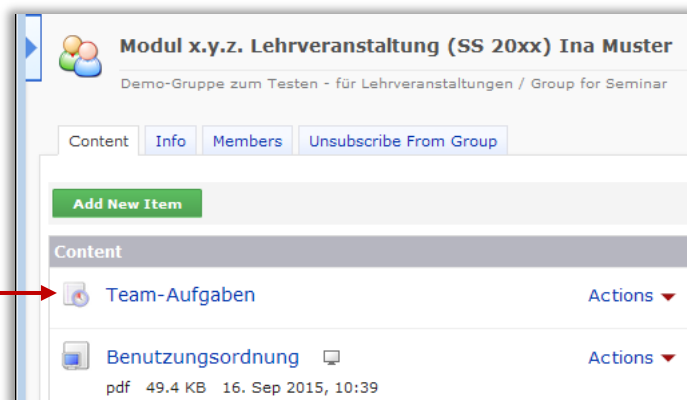 Modul x.y.z. Lehrveranstaltung (SS 20xx) Ina Muster
Demo-Gruppe zum Testen - für Lehrveranstaltungen / Group for Seminar
Content Info Members Unsubscribe From Group
Add New Item
Content
Team-Aufgaben Actions
Benutzungsordnung Actions
pdf 49.4 KB 16. Sep 2015, 10:39